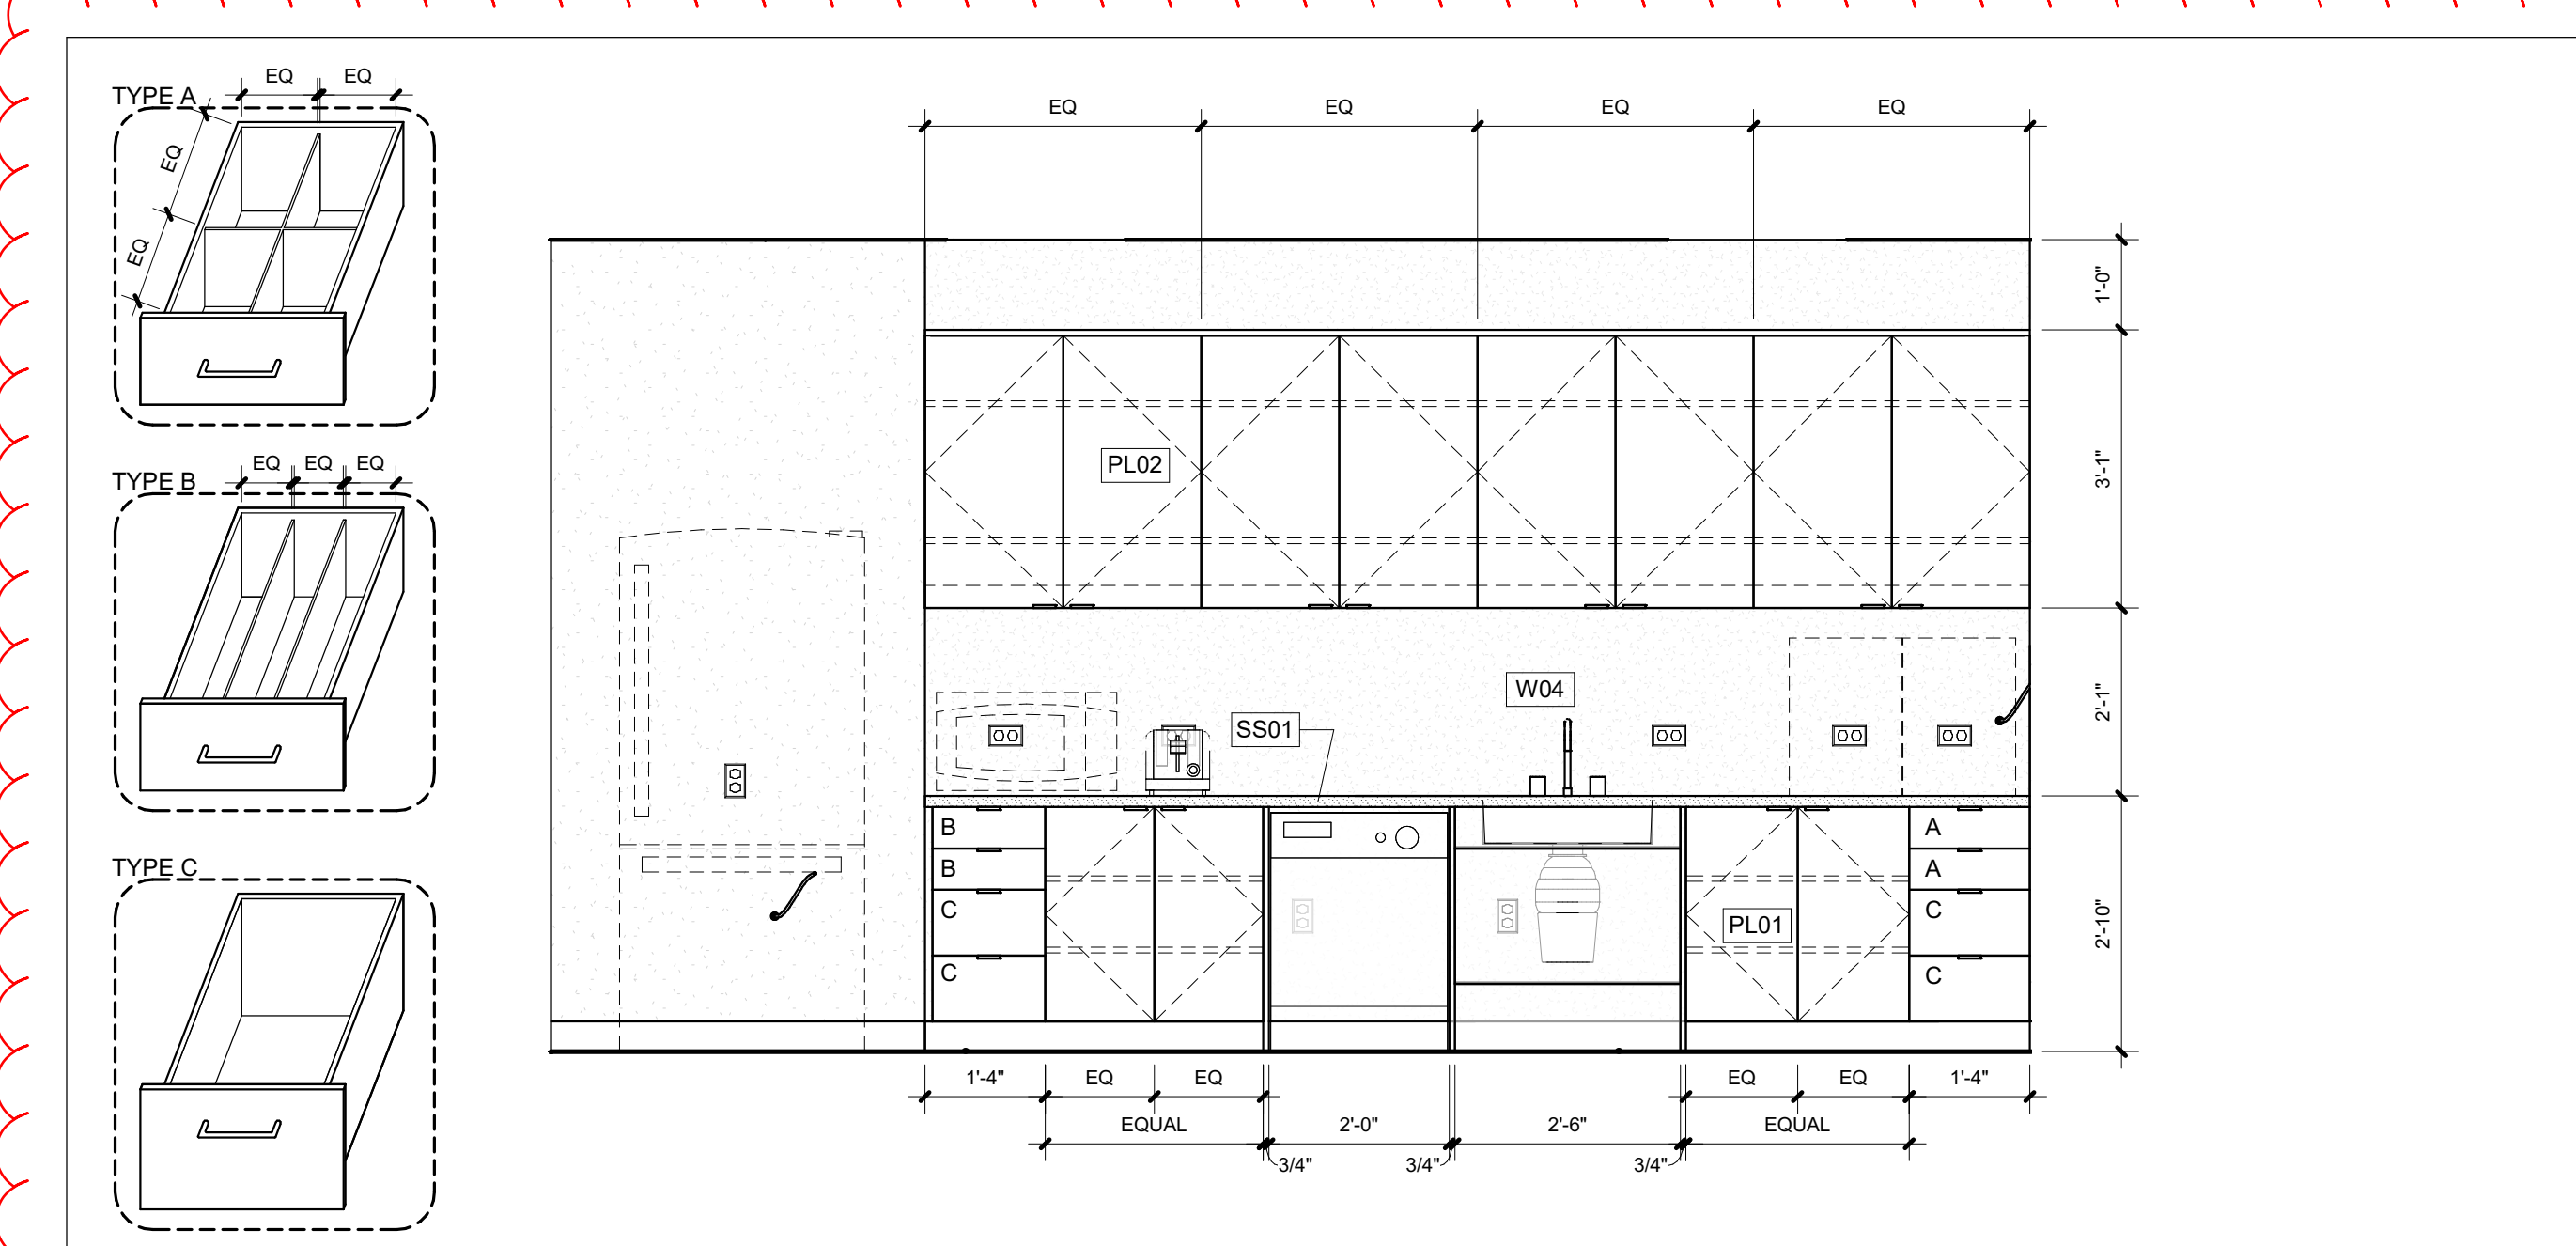 TYPE A
EQ EQ
EQ
EQ
TYPE B
EQ EQ EQ
TYPE C
EQ EQ EQ EQ
1'-0"
3'-1"
2'-1"
2'-10"
PL02
W04
SS01
B
B
C
C
PL01
A
A
C
C
1'-4" EQ EQ EQ EQ 1'-4"
EQUAL 2'-0" 2'-6" EQUAL
3/4" 3/4" 3/4"